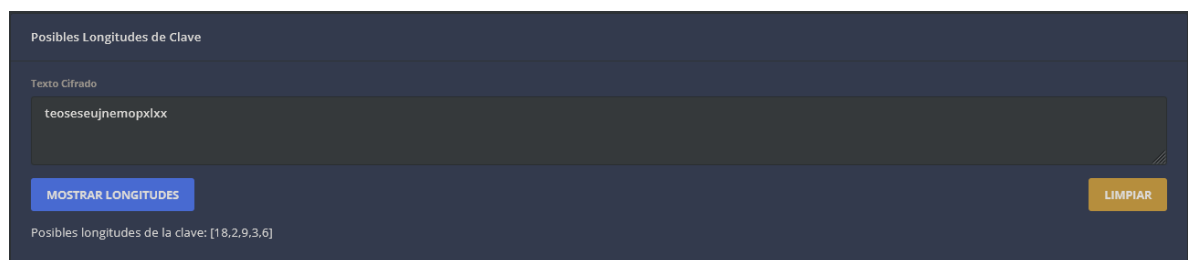 Posibles Longitudes de Clave
Texto Cifrado
teoseseujnemopxlxx
MOSTRAR LONGITUDES
LIMPIAR
Posibles longitudes de la clave: [18,2,9,3,6]